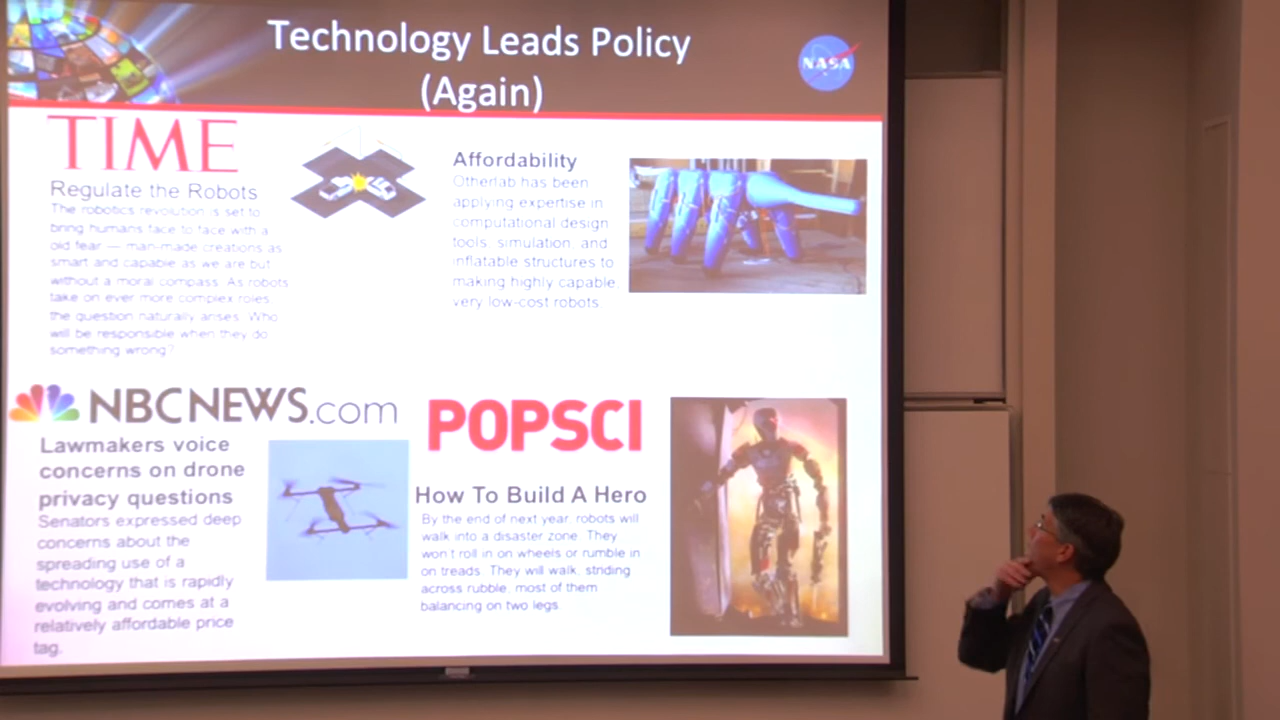 Technology Leads Policy
(Again)
NASA
TIME
Regulate the Robots
The robotics revolution is set to
bring humans face to face with a
old fear — man-made creations as
smart and capable as we are but
without a moral compass. As robots
take on ever more complex roles
the question naturally arises: Who
will be responsible when they do
something wrong?
Affordability
Otherlab has been
applying expertise in
computational design
tools, simulation, and
inflatable structures to
making highly capable,
very low-cost robots.
NBCNEWS.com
Lawmakers voice
concerns on drone
privacy questions
Senators expressed deep
concerns about the
spreading use of a
technology that is rapidly
evolving and comes at a
relatively affordable price
tag.
POPSCI
How To Build A Hero
By the end of next year, robots will
walk into a disaster zone. They
won't roll in on wheels or rumble in
on treads. They will walk, striding
across rubble, most of them
balancing on two legs.